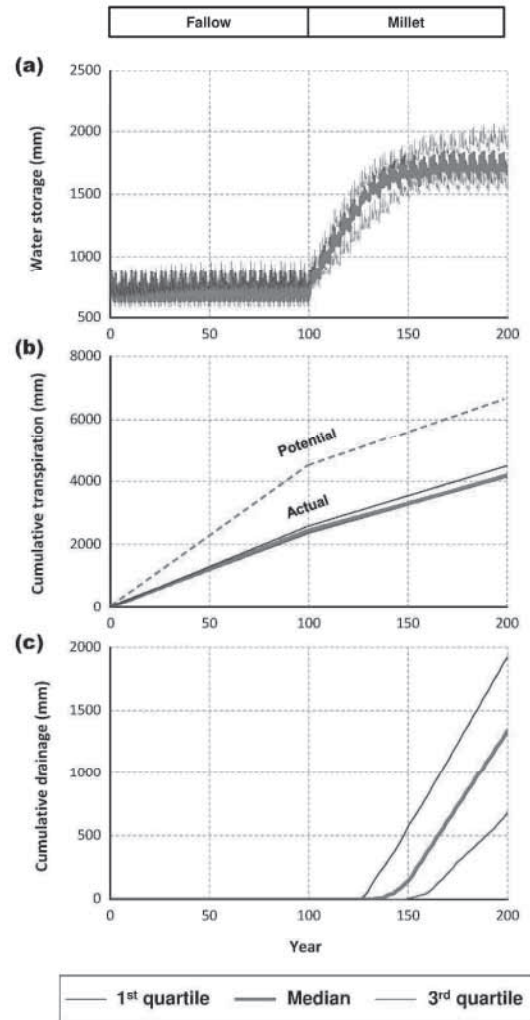 Fallow Millet
(a)
2500
2000
1500
1000
500
Water storage (mm)
0 50 100 150 200
(b)
8000
6000
4000
2000
0
Cumulative transpiration (mm)
Potential
Actual
0 50 100 150 200
(c)
2000
1500
1000
500
0
Cumulative drainage (mm)
0 50 100 150 200
Year
1st quartile Median 3rd quartile